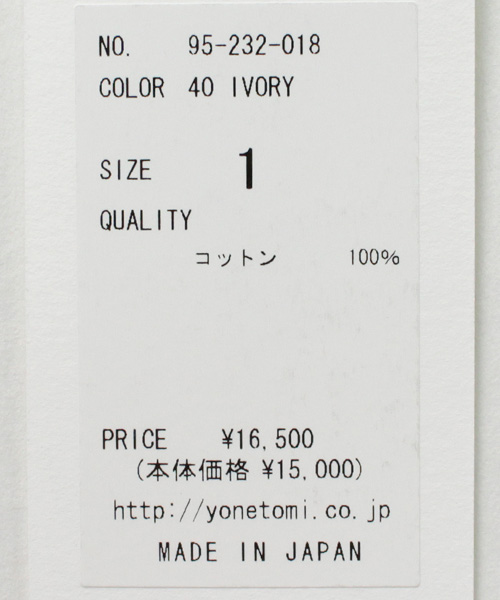 NO. 95-232-018
COLOR 40 IVORY
SIZE 1
QUALITY
コットン 100%
PRICE ¥16,500
(本体価格 ¥15,000)
http://yonetomi.co.jp
MADE IN JAPAN